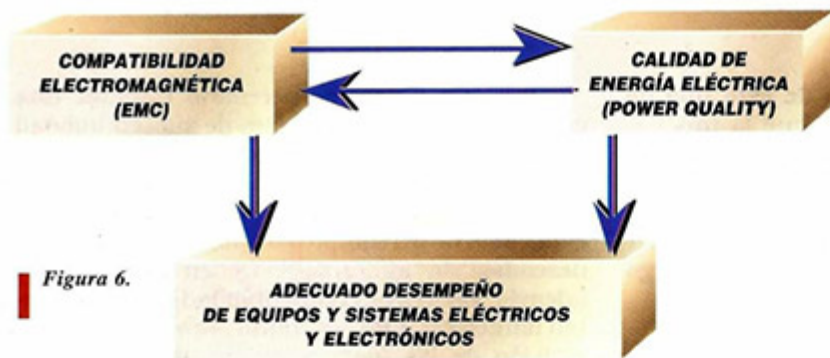 COMPATIBILIDAD
ELECTROMAGNÉTICA
(EMC)
CALIDAD DE
ENERGÍA ELÉCTRICA
(POWER QUALITY)
Figura 6.
ADECUADO DESEMPEÑO
DE EQUIPOS Y SISTEMAS ELÉCTRICOS
Y ELECTRÓNICOS